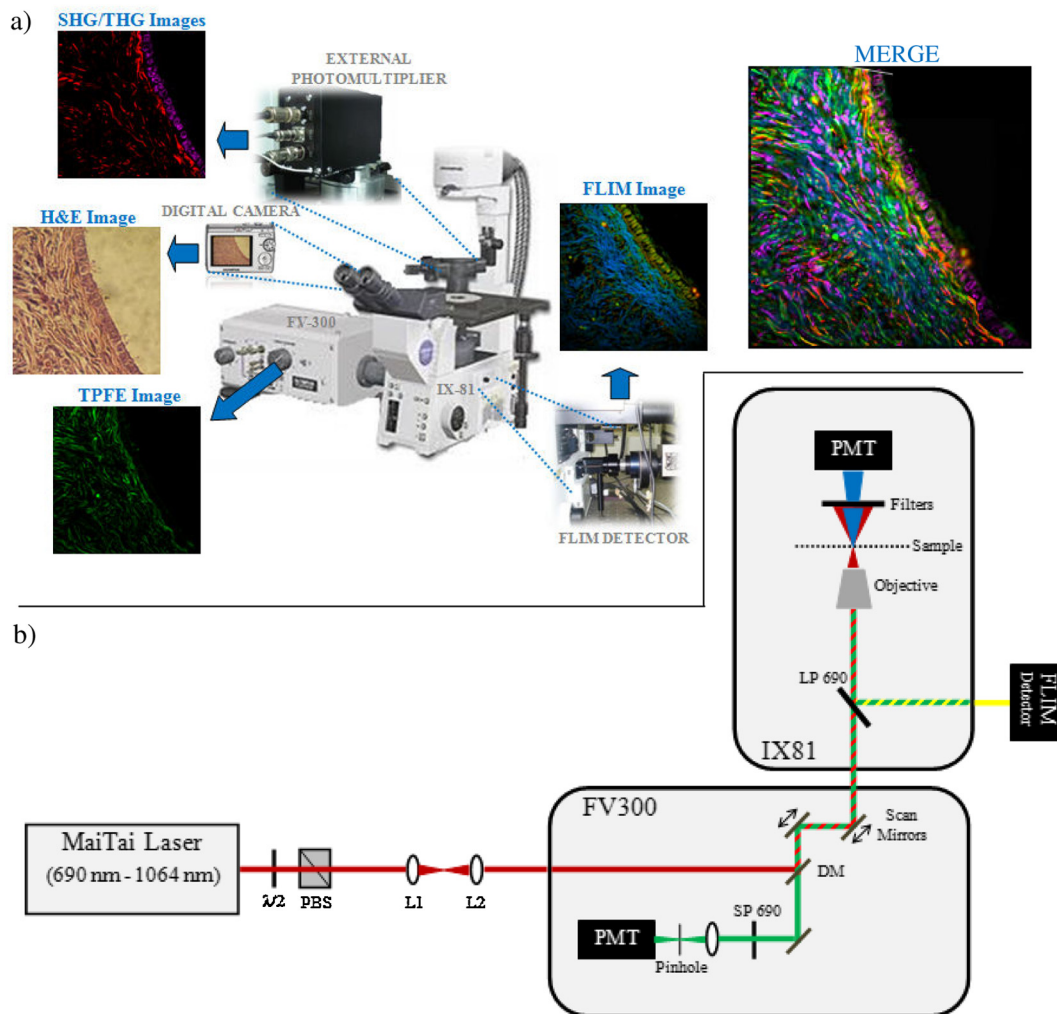 a)
SHG/THG Images
EXTERNAL
PHOTOMULTIPLIER
MERGE
H&E Image
DIGITAL CAMERA
FLIM Image
FV-300
IX-81
TPFE Image
FLIM DETECTOR
b)
PMT
Filters
Sample
Objective
LP 690
FLIM
Detector
IX81
FV300
Scan
Mirrors
MaiTai Laser
(690 nm - 1064 nm)
DM
λ/2
PBS
L1
L2
SP 690
PMT
Pinhole